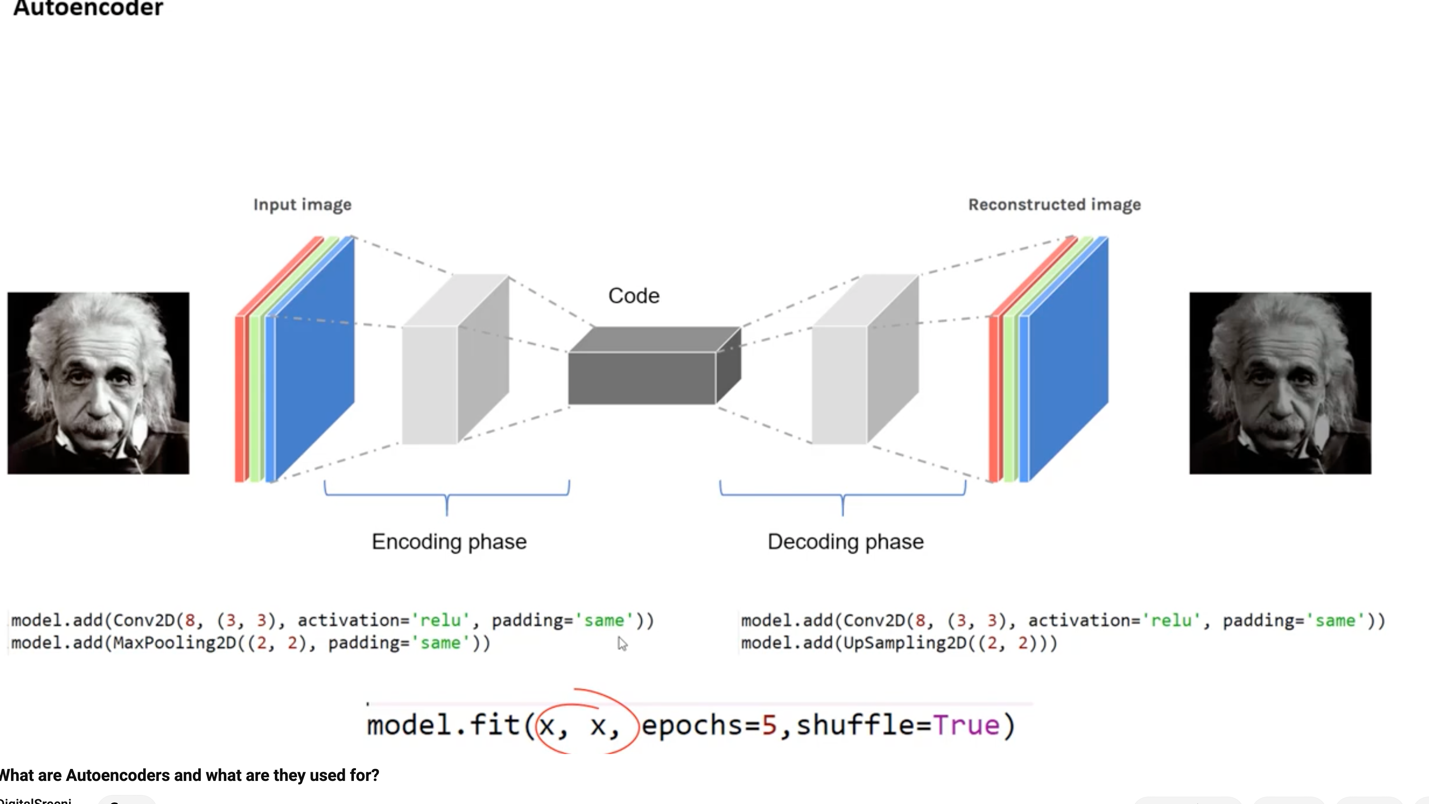 Autoencoder
Input image
Reconstructed image
Code
Encoding phase
Decoding phase
model.add(Conv2D(8, (3, 3), activation='relu', padding='same'))
model.add(MaxPooling2D((2, 2), padding='same'))
model.add(Conv2D(8, (3, 3), activation='relu', padding='same'))
model.add(UpSampling2D((2, 2)))
model.fit(x, x, epochs=5,shuffle=True)
What are Autoencoders and what are they used for?
DigitalSreeni